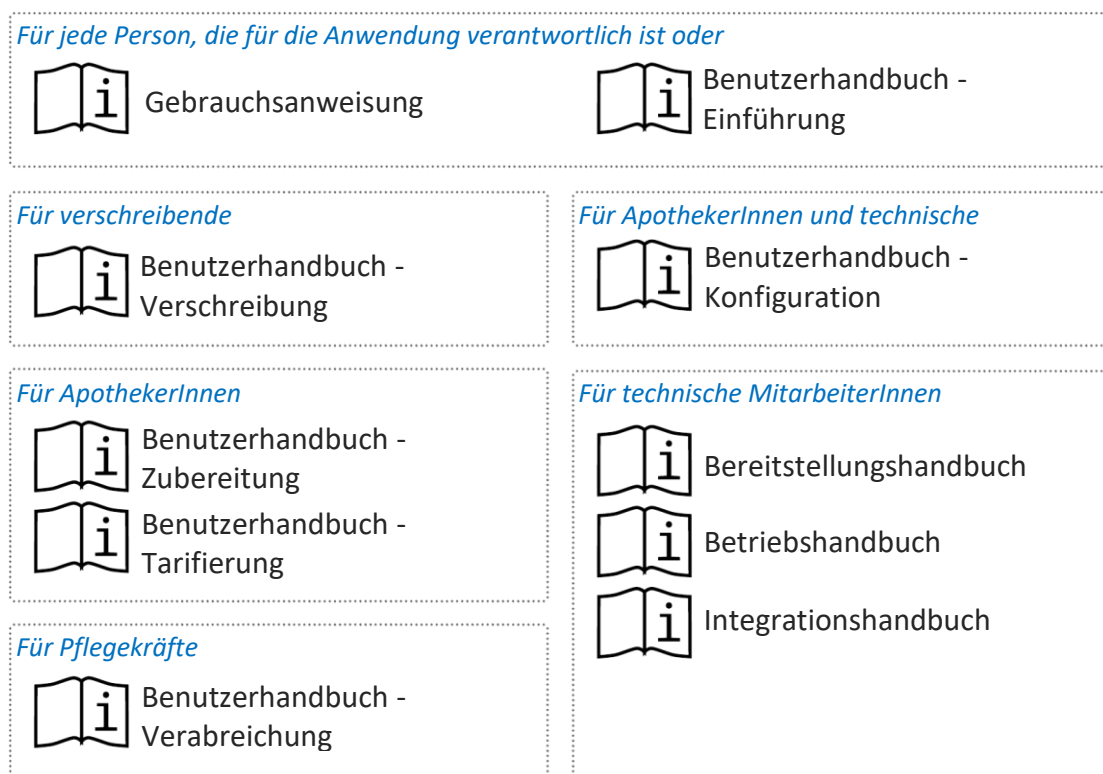 Für jede Person, die für die Anwendung verantwortlich ist oder
Gebrauchsanweisung
Benutzerhandbuch -
Einführung
Für verschreibende
Benutzerhandbuch -
Verschreibung
Für ApothekerInnen und technische
Benutzerhandbuch -
Konfiguration
Für ApothekerInnen
Benutzerhandbuch -
Zubereitung
Benutzerhandbuch -
Tarifierung
Für technische MitarbeiterInnen
Bereitstellungshandbuch
Betriebshandbuch
Integrationshandbuch
Für Pflegekräfte
Benutzerhandbuch -
Verabreichung